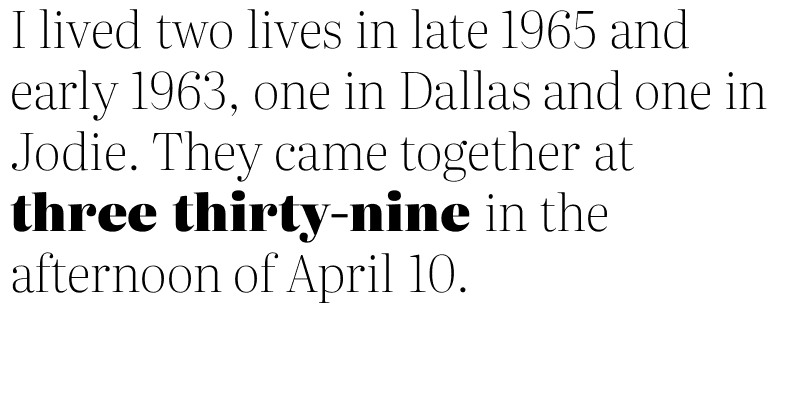 I lived two lives in late 1965 and
early 1963, one in Dallas and one in
Jodie. They came together at
three thirty-nine in the
afternoon of April 10.